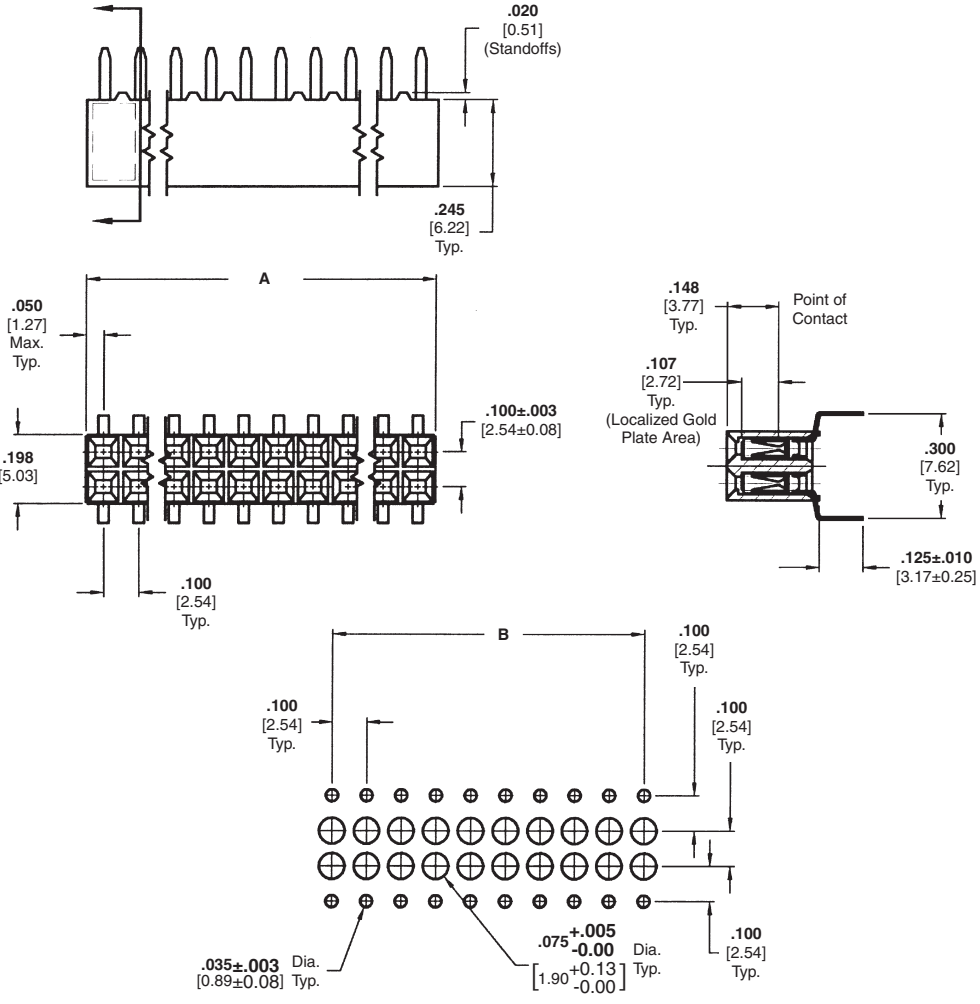 .020
[0.51]
(Standoffs)
.245
[6.22]
Typ.
A
.050
[1.27]
Max.
Typ.
.148
[3.77]
Typ.
Point of
Contact
.107
[2.72]
Typ.
(Localized Gold
Plate Area)
.100±.003
[2.54±0.08]
.198
[5.03]
.300
[7.62]
Typ.
.125±.010
[3.17±0.25]
.100
[2.54]
Typ.
B
.100
[2.54]
Typ.
.100
[2.54]
Typ.
.100
[2.54]
Typ.
.035±.003
[0.89±0.08]
Dia.
Typ.
.075+.005
-0.00
[1.90+0.13
-0.00]
Dia.
Typ.
.100
[2.54]
Typ.